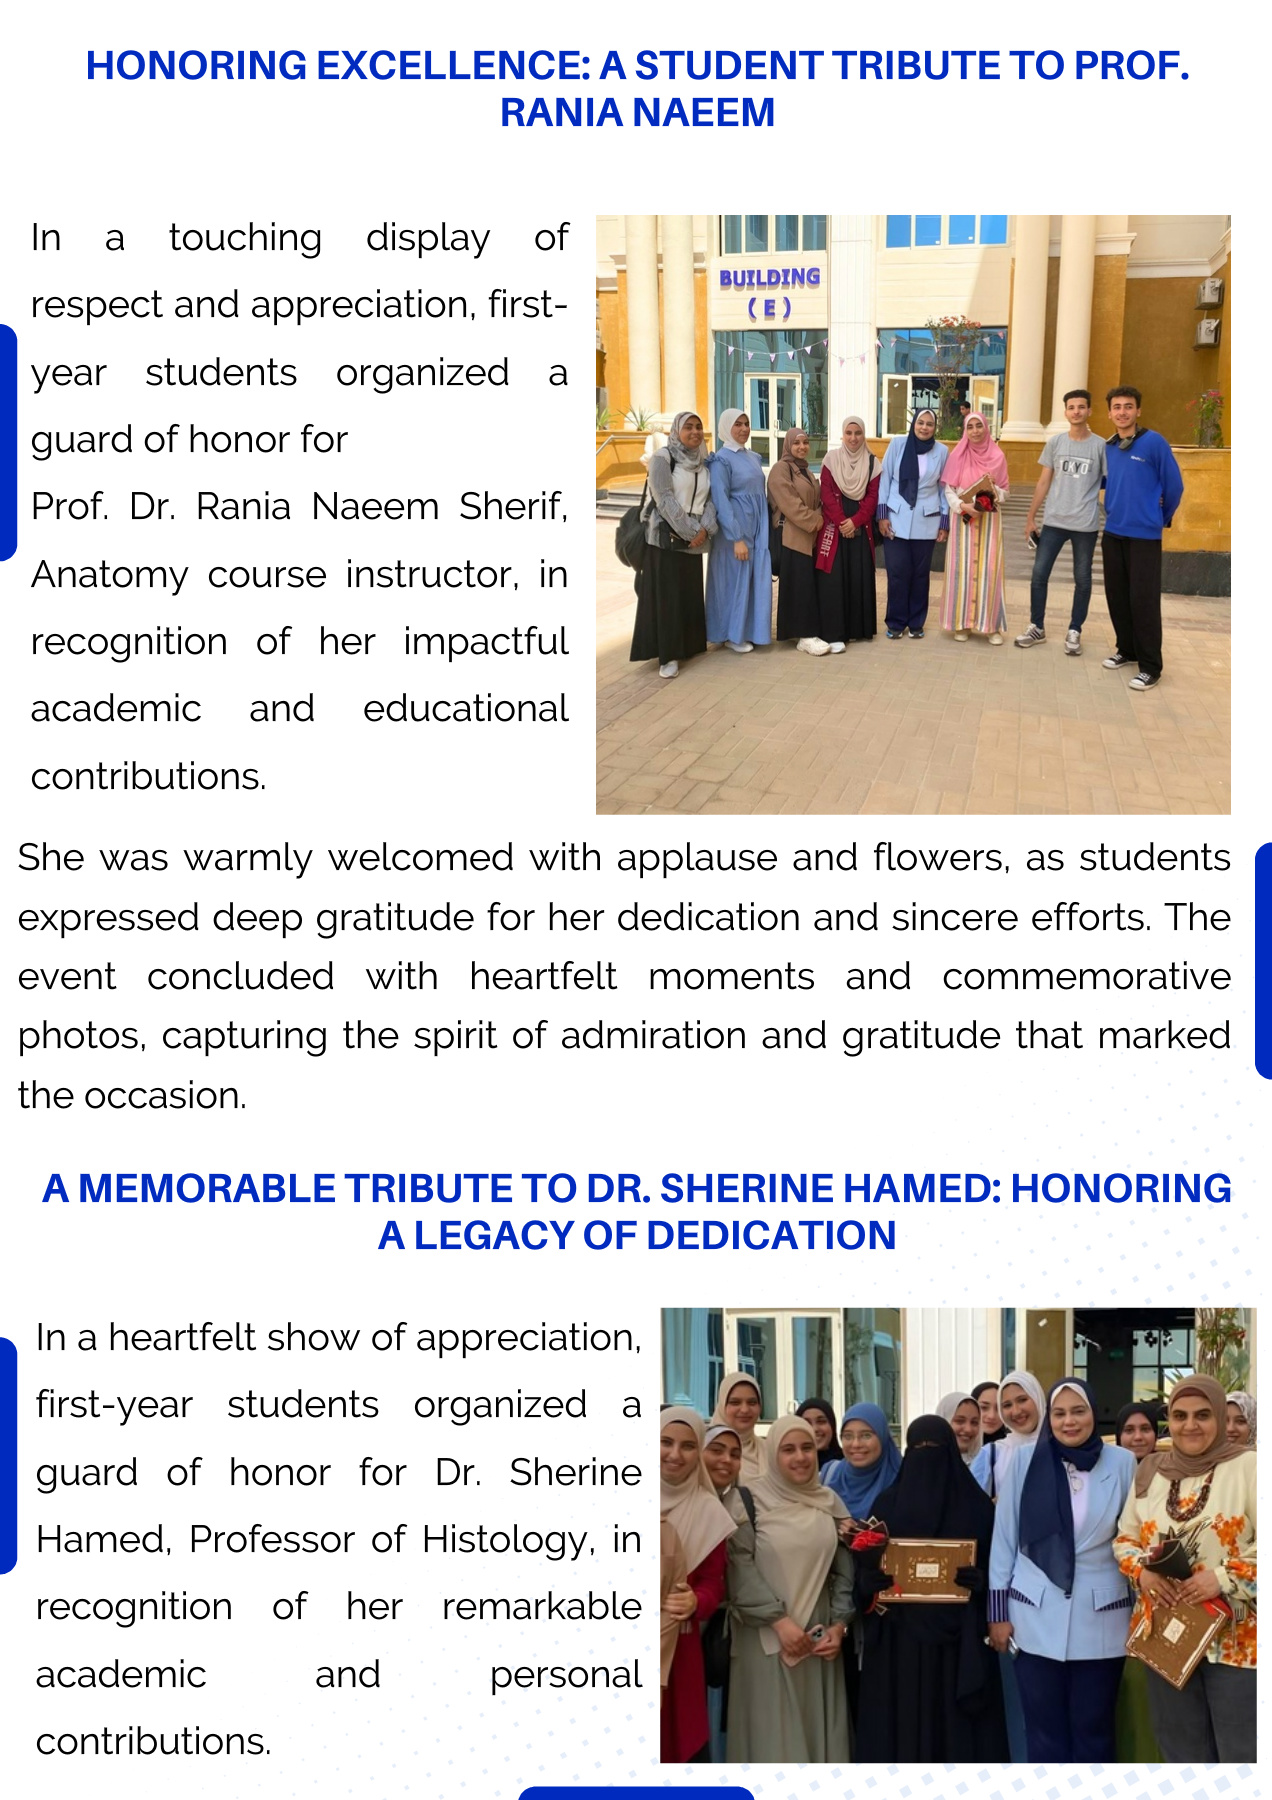 HONORING EXCELLENCE: A STUDENT TRIBUTE TO PROF.
RANIA NAEEM
In a touching display of
respect and appreciation, first-
year students organized a
guard of honor for
Prof. Dr. Rania Naeem Sherif,
Anatomy course instructor, in
recognition of her impactful
academic and educational
contributions.
BUILDING
( E )
TOKYO
She was warmly welcomed with applause and flowers, as students
expressed deep gratitude for her dedication and sincere efforts. The
event concluded with heartfelt moments and commemorative
photos, capturing the spirit of admiration and gratitude that marked
the occasion.
A MEMORABLE TRIBUTE TO DR. SHERINE HAMED: HONORING
A LEGACY OF DEDICATION
In a heartfelt show of appreciation,
first-year students organized a
guard of honor for Dr. Sherine
Hamed, Professor of Histology, in
recognition of her remarkable
academic and personal
contributions.